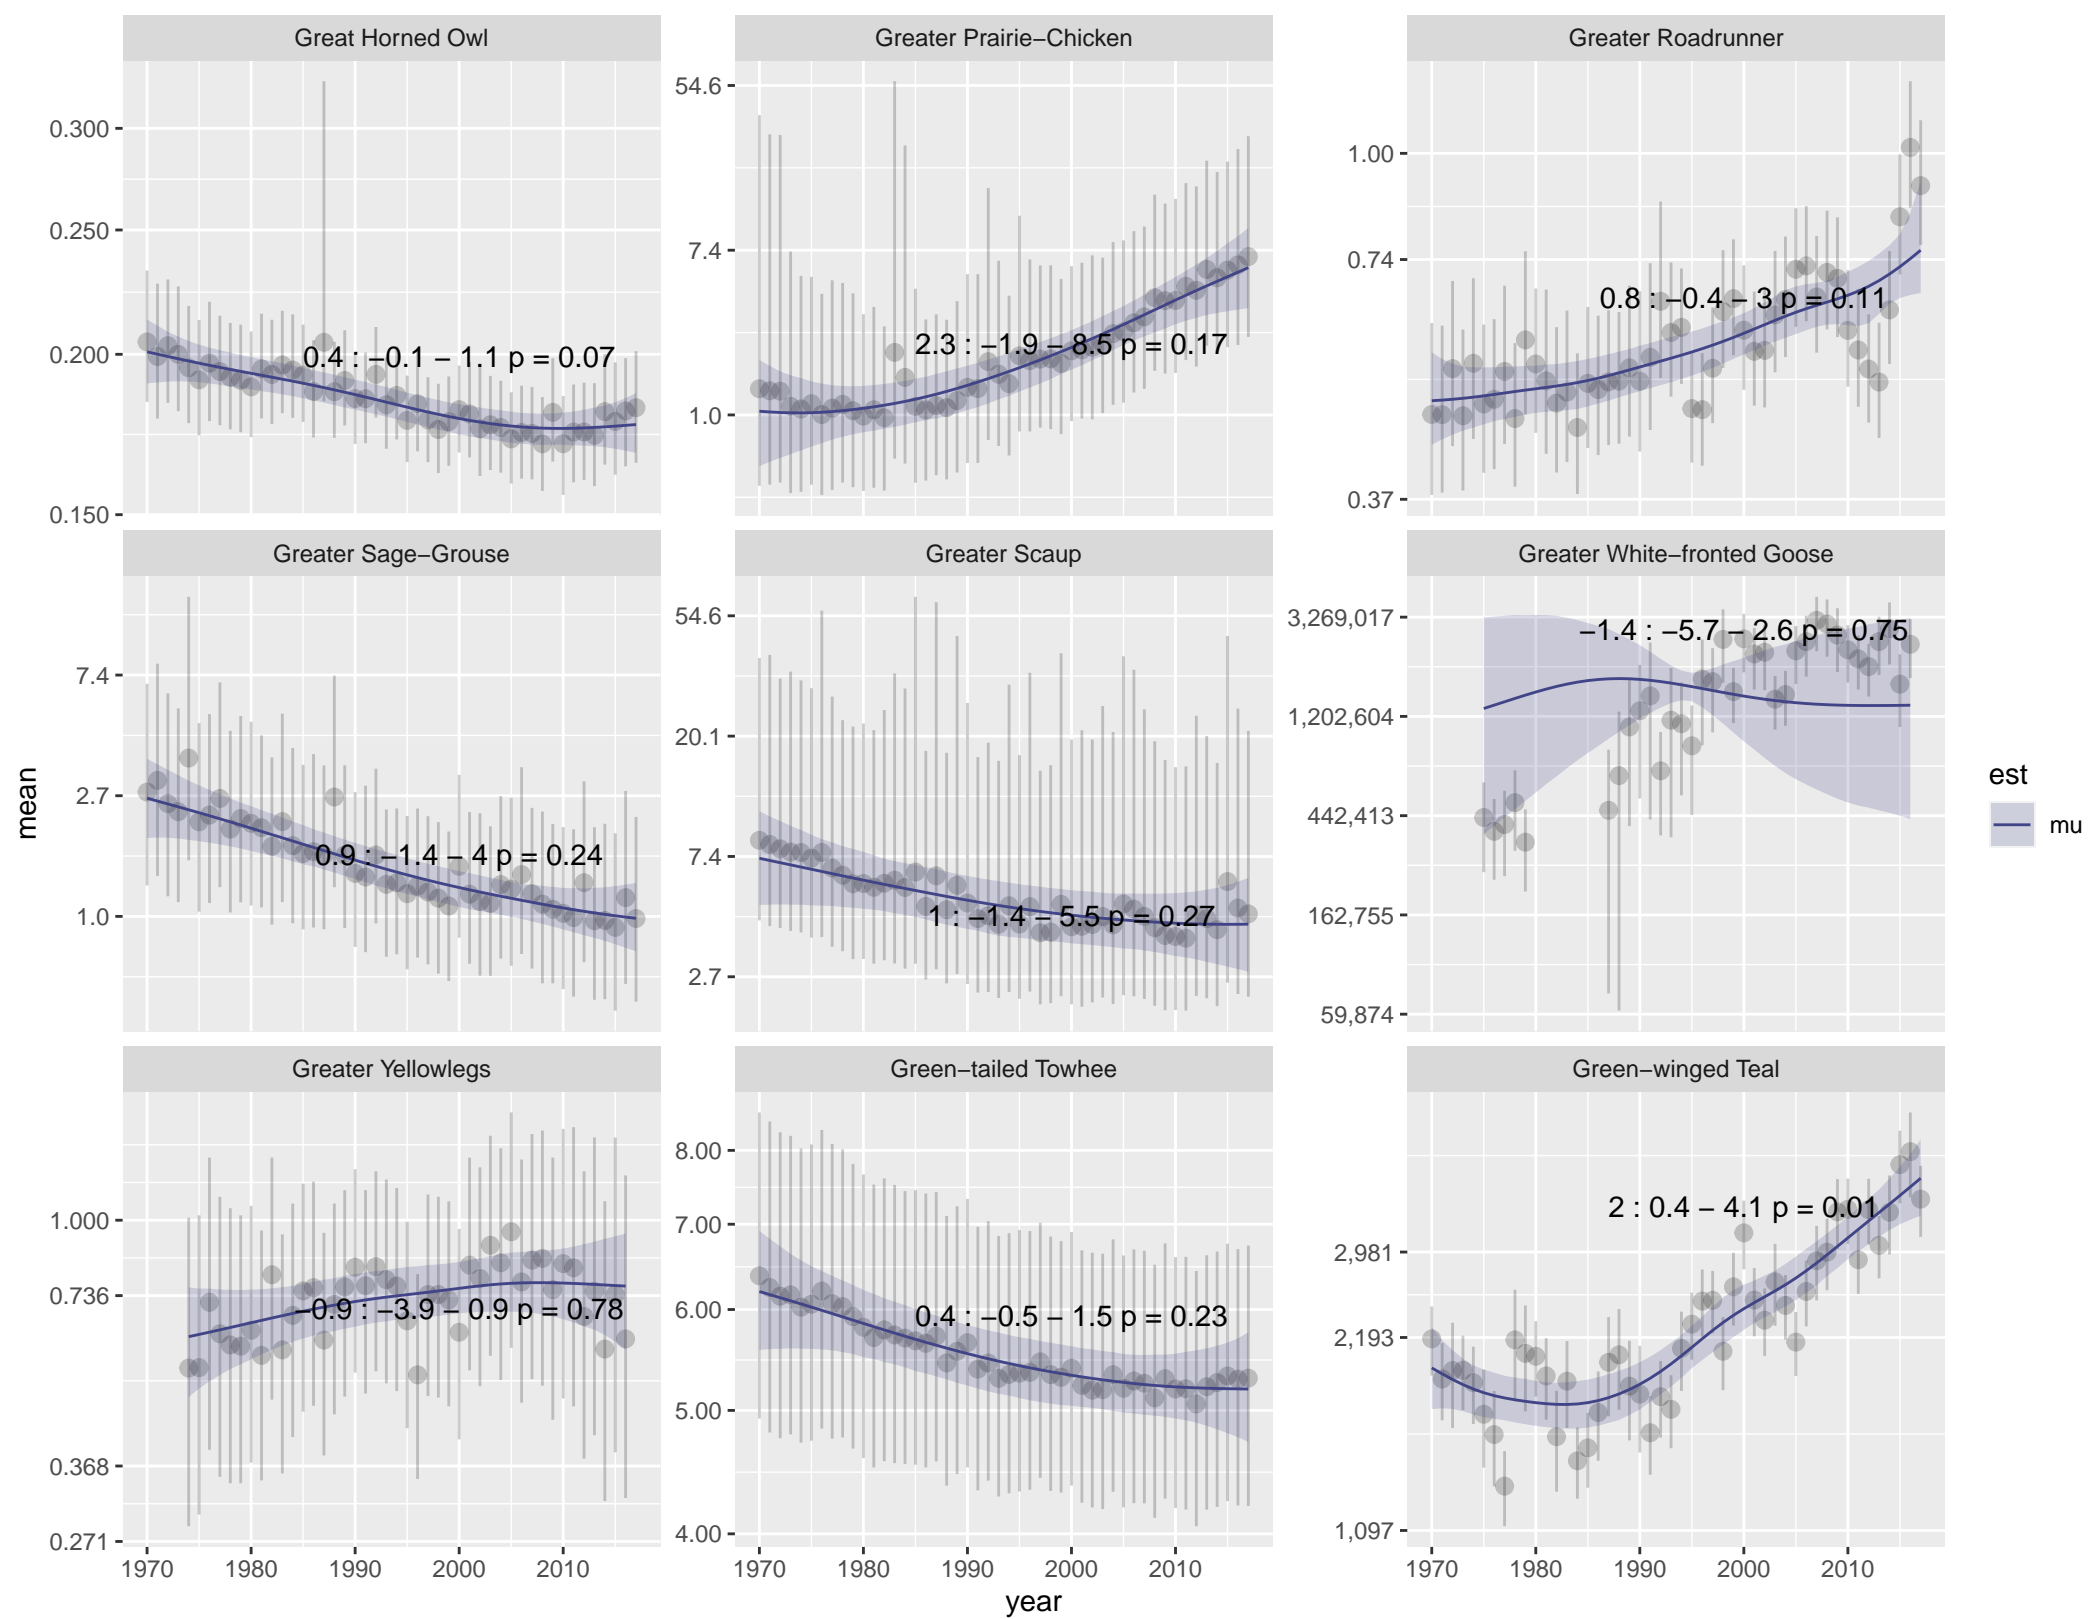 Great Horned Owl
Greater Prairie−Chicken
Greater Roadrunner
0.300
0.250
0.200
0.150
0.4 : −0.1 − 1.1 p = 0.07
54.6
7.4
1.0
2.3 : −1.9 − 8.5 p = 0.17
1.00
0.74
0.37
0.8 : −0.4 − 3 p = 0.11
Greater Sage−Grouse
Greater Scaup
Greater White−fronted Goose
7.4
2.7
1.0
0.9 : −1.4 − 4 p = 0.24
54.6
20.1
7.4
2.7
1 : −1.4 − 5.5 p = 0.27
3,269,017
1,202,604
442,413
162,755
59,874
−1.4 : −5.7 − 2.6 p = 0.75
Greater Yellowlegs
Green−tailed Towhee
Green−winged Teal
1.000
0.736
0.368
0.271
−0.9 : −3.9 − 0.9 p = 0.78
8.00
7.00
6.00
5.00
4.00
0.4 : −0.5 − 1.5 p = 0.23
2,981
2,193
1,097
2 : 0.4 − 4.1 p = 0.01
1970 1980 1990 2000 2010
1970 1980 1990 2000 2010
1970 1980 1990 2000 2010
year
mean
est
mu